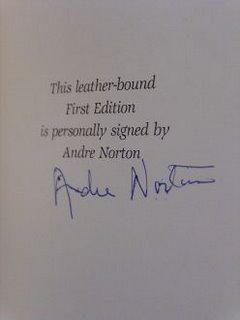 This leather-bound
First Edition
is personally signed by
Andre Norton
Andre Norton